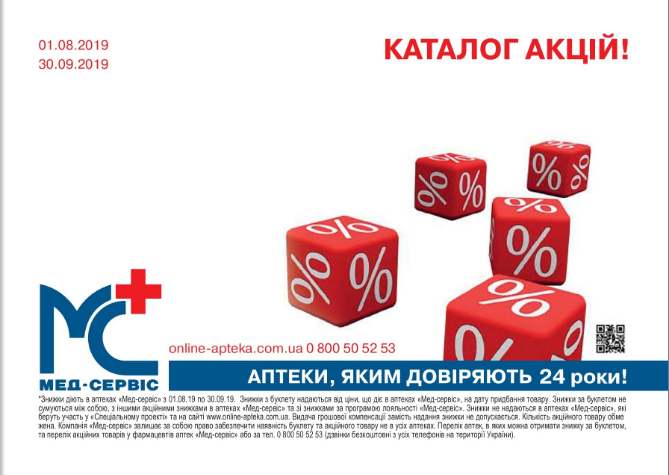 01.08.2019
30.09.2019
КАТАЛОГ АКЦІЙ!
% % %
% %
% %
% %
% %
МС
МЕД-СЕРВІС
online-apteka.com.ua 0 800 50 52 53
АПТЕКИ, ЯКИМ ДОВІРЯЮТЬ 24 роки!
*Знижки діють в аптеках «Мед-сервіс» з 01.08.19 по 30.09.19. Знижки з буклету надаються від ціни, що діє в аптеках «Мед-сервіс», на дату придбання товару. Знижки за буклетом не
сумуються між собою, з іншими акційними знижками в аптеках «Мед-сервіс» та зі знижками за програмою лояльності «Мед-сервіс». Знижки не надаються в аптеках «Мед-сервіс», які
беруть участь у «Спеціальному проекті» та на сайті www.online-apteka.com.ua. Видача грошової компенсації замість надання знижки не допускається. Кількість акційного товару обме
жена. Компанія «Мед-сервіс» залишає за собою право забезпечити наявність буклету та акційного товару не в усіх аптеках. Перелік аптек, в яких можна отримати знижку за буклетом,
та перелік акційних товарів у фармацевтів аптек «Мед-сервіс» або за тел. 0 800 50 52 53 (дзвінки безкоштовні з усіх телефонів на території України).